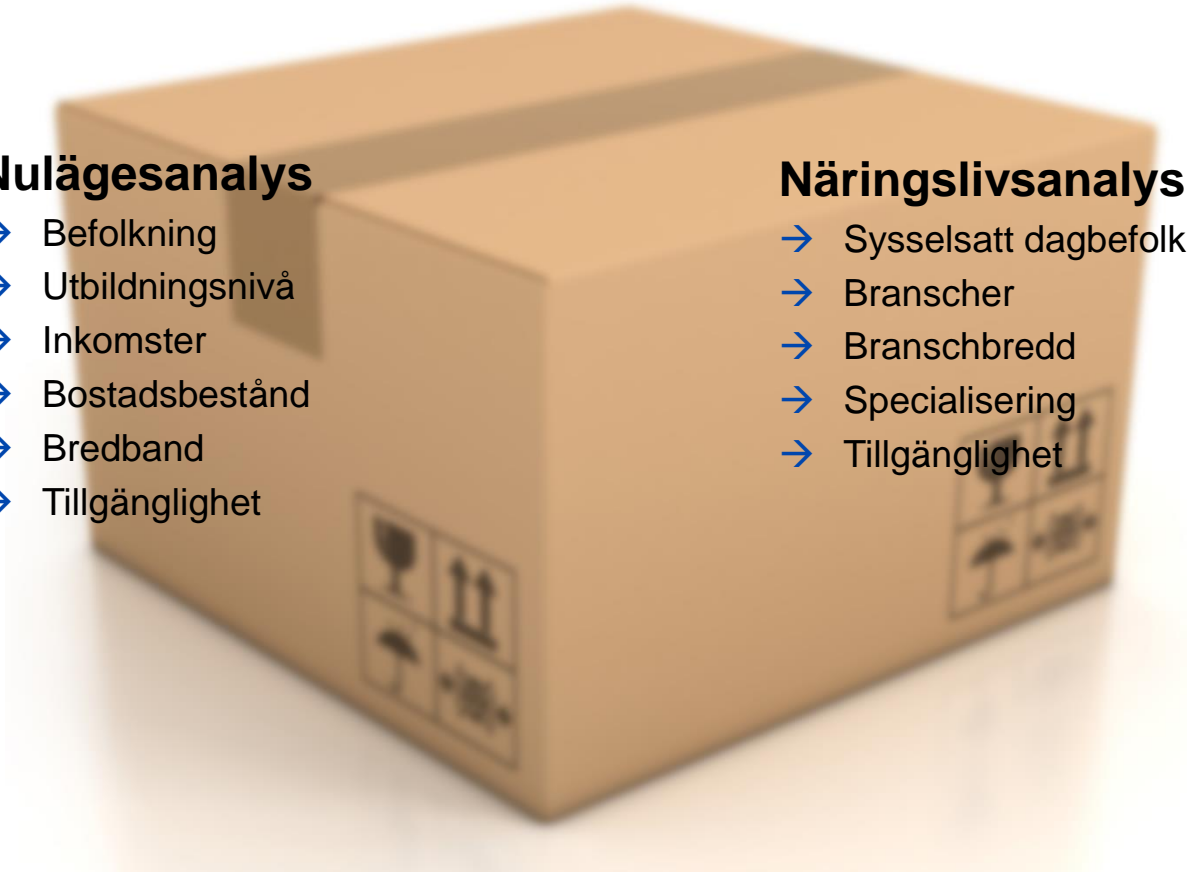 Nulägesanalys
→ Befolkning
→ Utbildningsnivå
→ Inkomster
→ Bostadsbestånd
→ Bredband
→ Tillgänglighet
Näringslivsanalys
→ Sysselsatt dagbefolk
→ Branscher
→ Branschbredd
→ Specialisering
→ Tillgänglighet